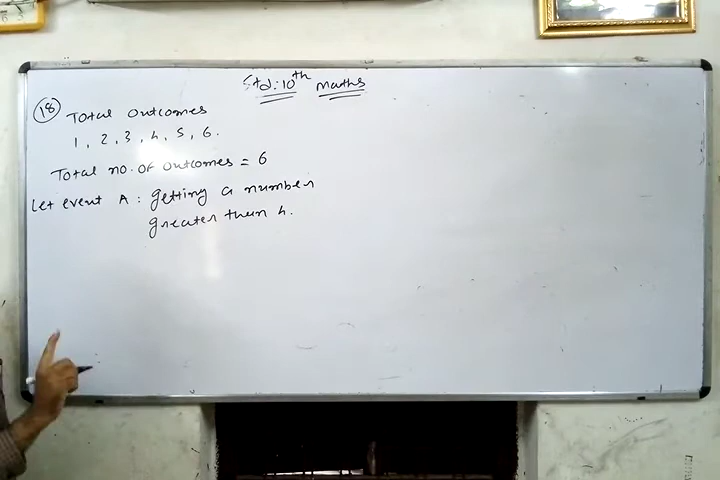 Std: 10th Maths
18 Total outcomes
1, 2, 3, 4, 5, 6.
Total no. of outcomes = 6
Let event A : getting a number
greater than 4.